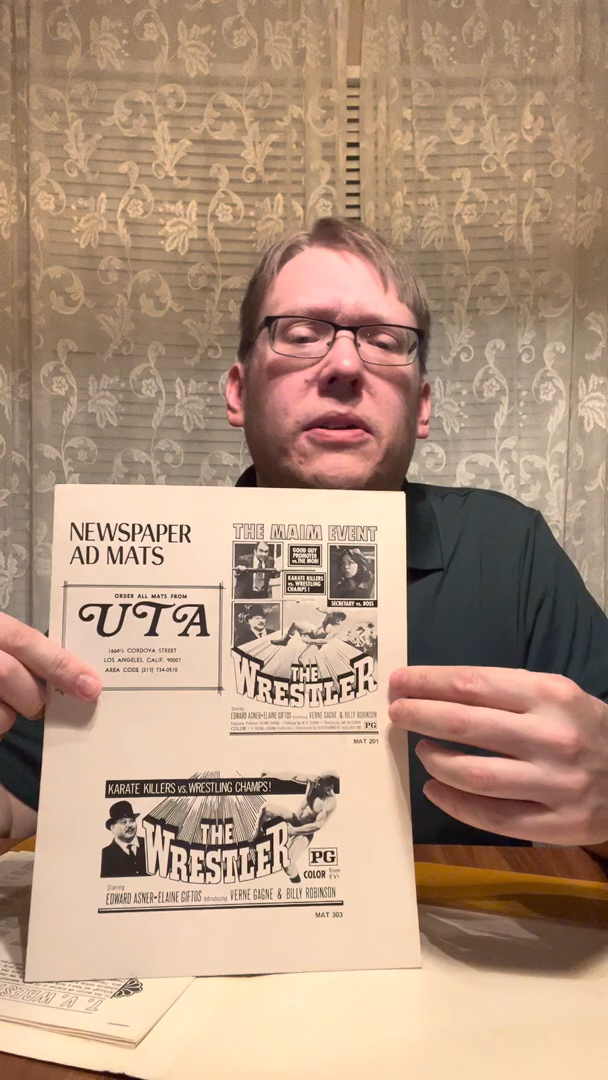 NEWSPAPER
AD MATS
ORDER ALL MATS FROM
UTA
1664½ CORDOVA STREET
LOS ANGELES, CALIF. 90007
AREA CODE (213) 734-0510
THE MAIM EVENT
GOOD GUY
PROMOTER
vs. THE MOB!
KARATE KILLERS
vs. WRESTLING
CHAMPS!
SECRETARY vs. BOSS
THE
WRESTLER
Starring
EDWARD ASNER•ELAINE GIFTOS introducing VERNE GAGNE & BILLY ROBINSON
COLOR
PG
MAT 201
KARATE KILLERS vs. WRESTLING CHAMPS!
THE
WRESTLER
PG
COLOR
Starring
EDWARD ASNER•ELAINE GIFTOS introducing VERNE GAGNE & BILLY ROBINSON
MAT 303
T. V.